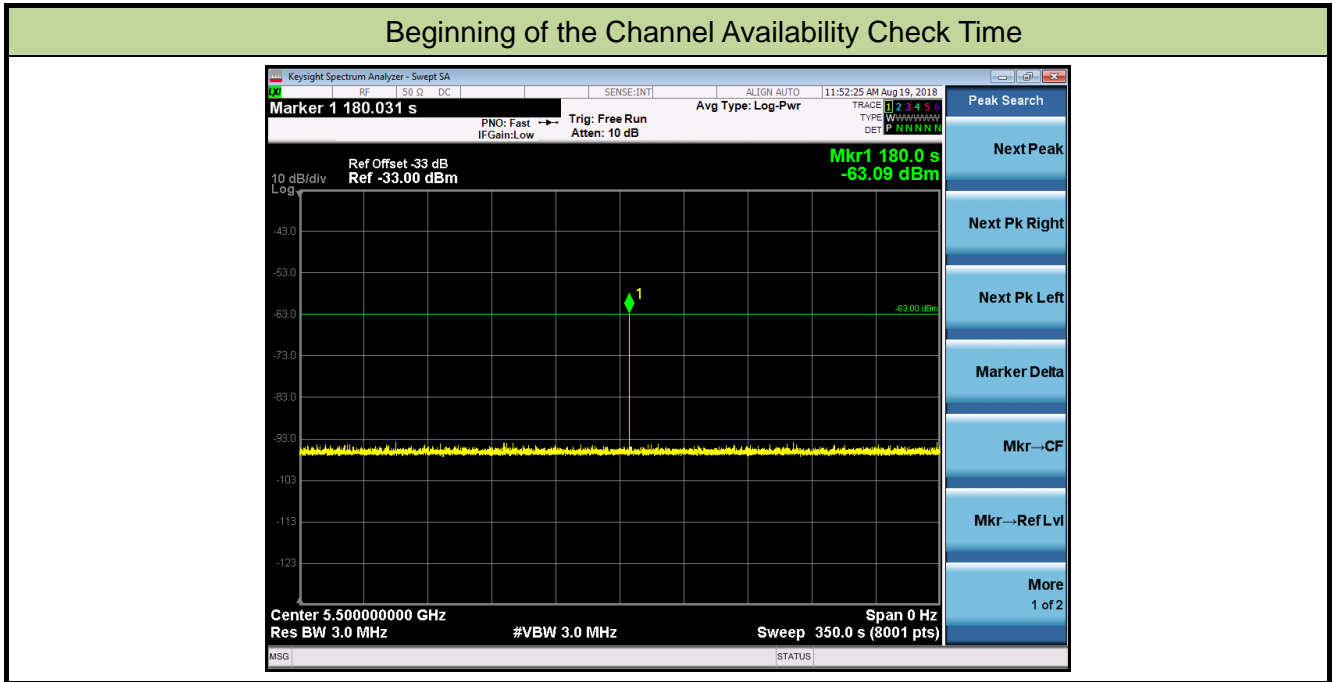 Beginning of the Channel Availability Check Time
Keysight Spectrum Analyzer - Swept SA
LXI RF 50 Ω DC SENSE:INT ALIGN AUTO 11:52:25 AM Aug 19, 2018
Marker 1 180.031 s
PNO: Fast
IFGain:Low
Trig: Free Run
Atten: 10 dB
Avg Type: Log-Pwr
TRACE 1 2 3 4 5 6
TYPE WWWWWW
DET P N N N N N
Peak Search
Next Peak
Next Pk Right
Next Pk Left
Marker Delta
Mkr→CF
Mkr→Ref Lvl
More
1 of 2
Ref Offset -33 dB
10 dB/div Ref -33.00 dBm
Log
Mkr1 180.0 s
-63.09 dBm
-43.0
-53.0
1
-63.0
-63.00 dBm
-73.0
-83.0
-93.0
-103
-113
-123
Center 5.500000000 GHz Span 0 Hz
Res BW 3.0 MHz #VBW 3.0 MHz Sweep 350.0 s (8001 pts)
MSG STATUS